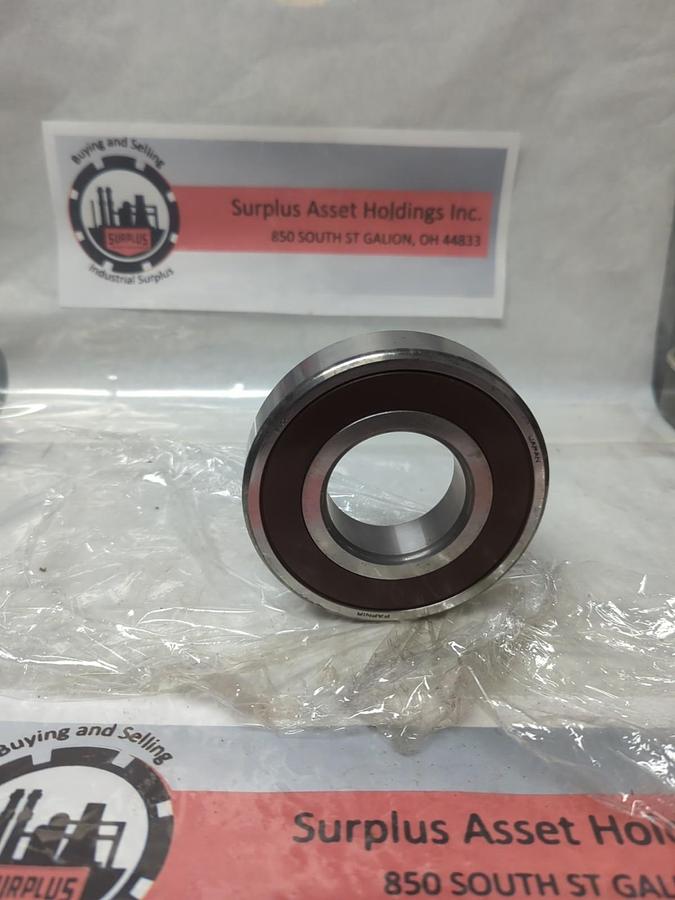 Buying and Selling
SURPLUS
Industrial Surplus
Surplus Asset Holdings Inc.
850 SOUTH ST GALION, OH 44833
JAPAN
FAFNIR
Buying and Selling
SURPLUS
Surplus Asset Hol
850 SOUTH ST GAL